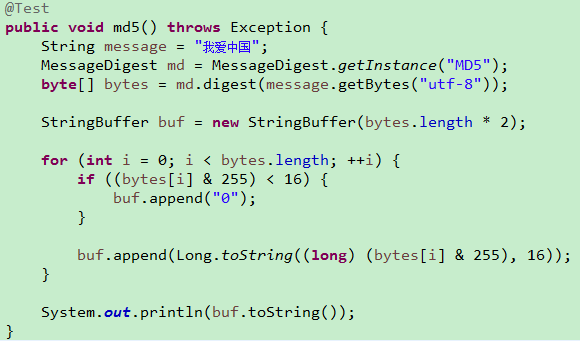 @Test
public void md5() throws Exception {
    String message = "我爱中国";
    MessageDigest md = MessageDigest.getInstance("MD5");
    byte[] bytes = md.digest(message.getBytes("utf-8"));

    StringBuffer buf = new StringBuffer(bytes.length * 2);

    for (int i = 0; i < bytes.length; ++i) {
        if ((bytes[i] & 255) < 16) {
            buf.append("0");
        }

        buf.append(Long.toString((long) (bytes[i] & 255), 16));
    }

    System.out.println(buf.toString());
}